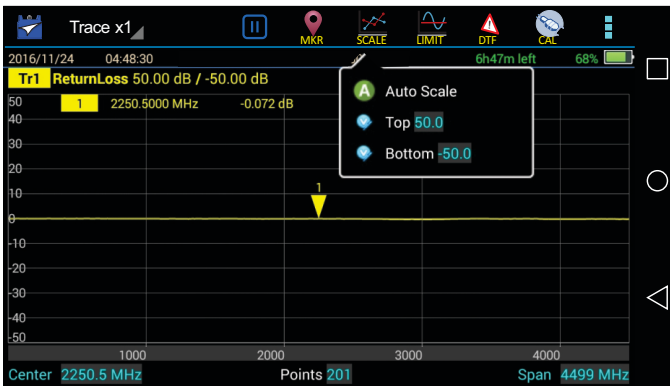 Trace x1
MKR SCALE LIMIT DTF CAL
2016/11/24 04:48:30 6h47m left 68%
Tr1 ReturnLoss 50.00 dB / -50.00 dB
1 2250.5000 MHz -0.072 dB
A Auto Scale
Top 50.0
Bottom -50.0
50
40
30
20
10
1
0
-10
-20
-30
-40
-50
1000 2000 3000 4000
Center 2250.5 MHz Points 201 Span 4499 MHz